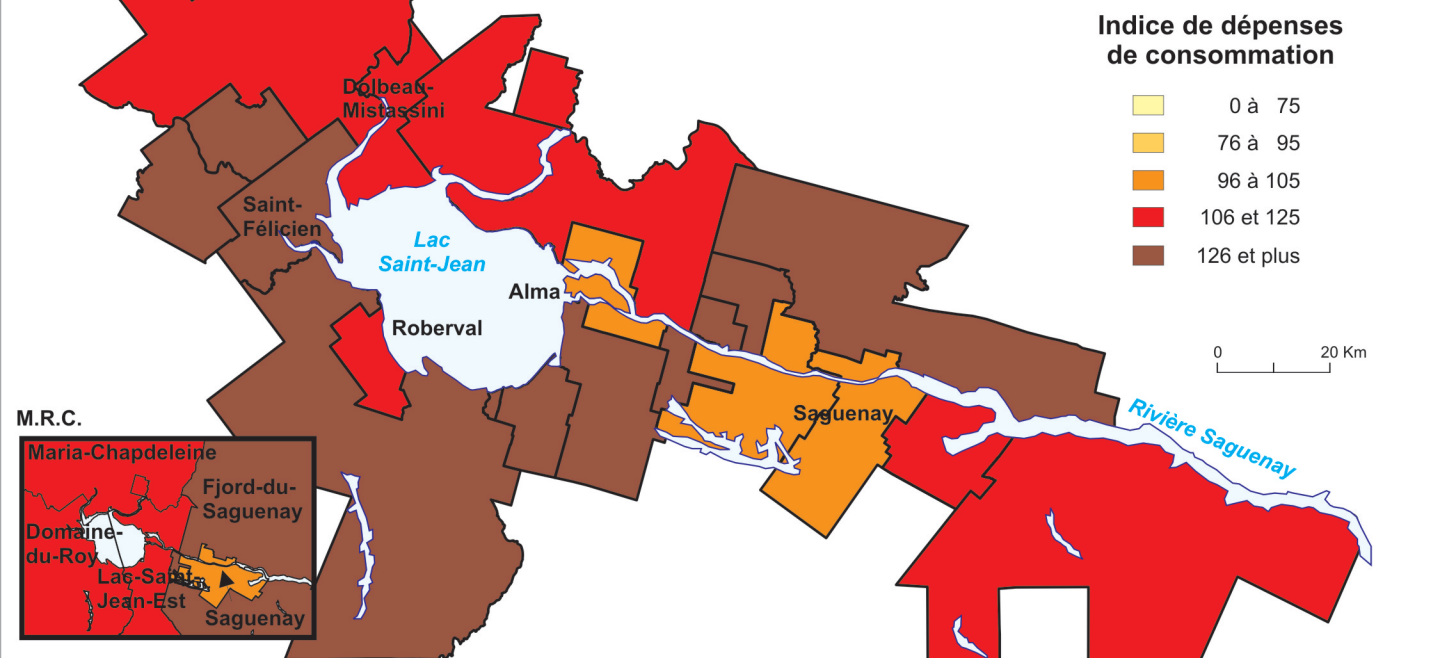 Indice de dépenses
de consommation
0 à 75
76 à 95
96 à 105
106 et 125
126 et plus
0 20 Km
Dolbeau-
Mistassini
Saint-
Félicien
Lac
Saint-Jean
Alma
Roberval
Saguenay
Rivière Saguenay
M.R.C.
Maria-Chapdeleine
Fjord-du-
Saguenay
Domaine-
du-Roy
Lac-Saint-
Jean-Est
Saguenay